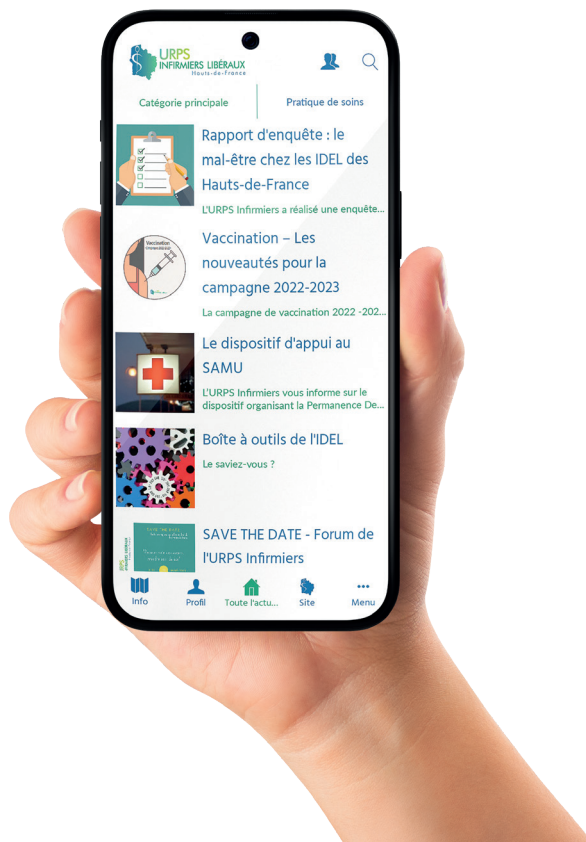 URPS
INFIRMIERS LIBÉRAUX
Hauts-de-France
Catégorie principale
Pratique de soins
Rapport d'enquête : le
mal-être chez les IDEL des
Hauts-de-France
L'URPS Infirmiers a réalisé une enquête...
Vaccination
Vaccination – Les
nouveautés pour la
campagne 2022-2023
La campagne de vaccination 2022 -202...
Le dispositif d'appui au
SAMU
L'URPS Infirmiers vous informe sur le
dispositif organisant la Permanence De...
Boîte à outils de l'IDEL
Le saviez-vous ?
SAVE THE DATE
SAVE THE DATE - Forum de
l'URPS Infirmiers
Info
Profil
Toute l'actu...
Site
Menu